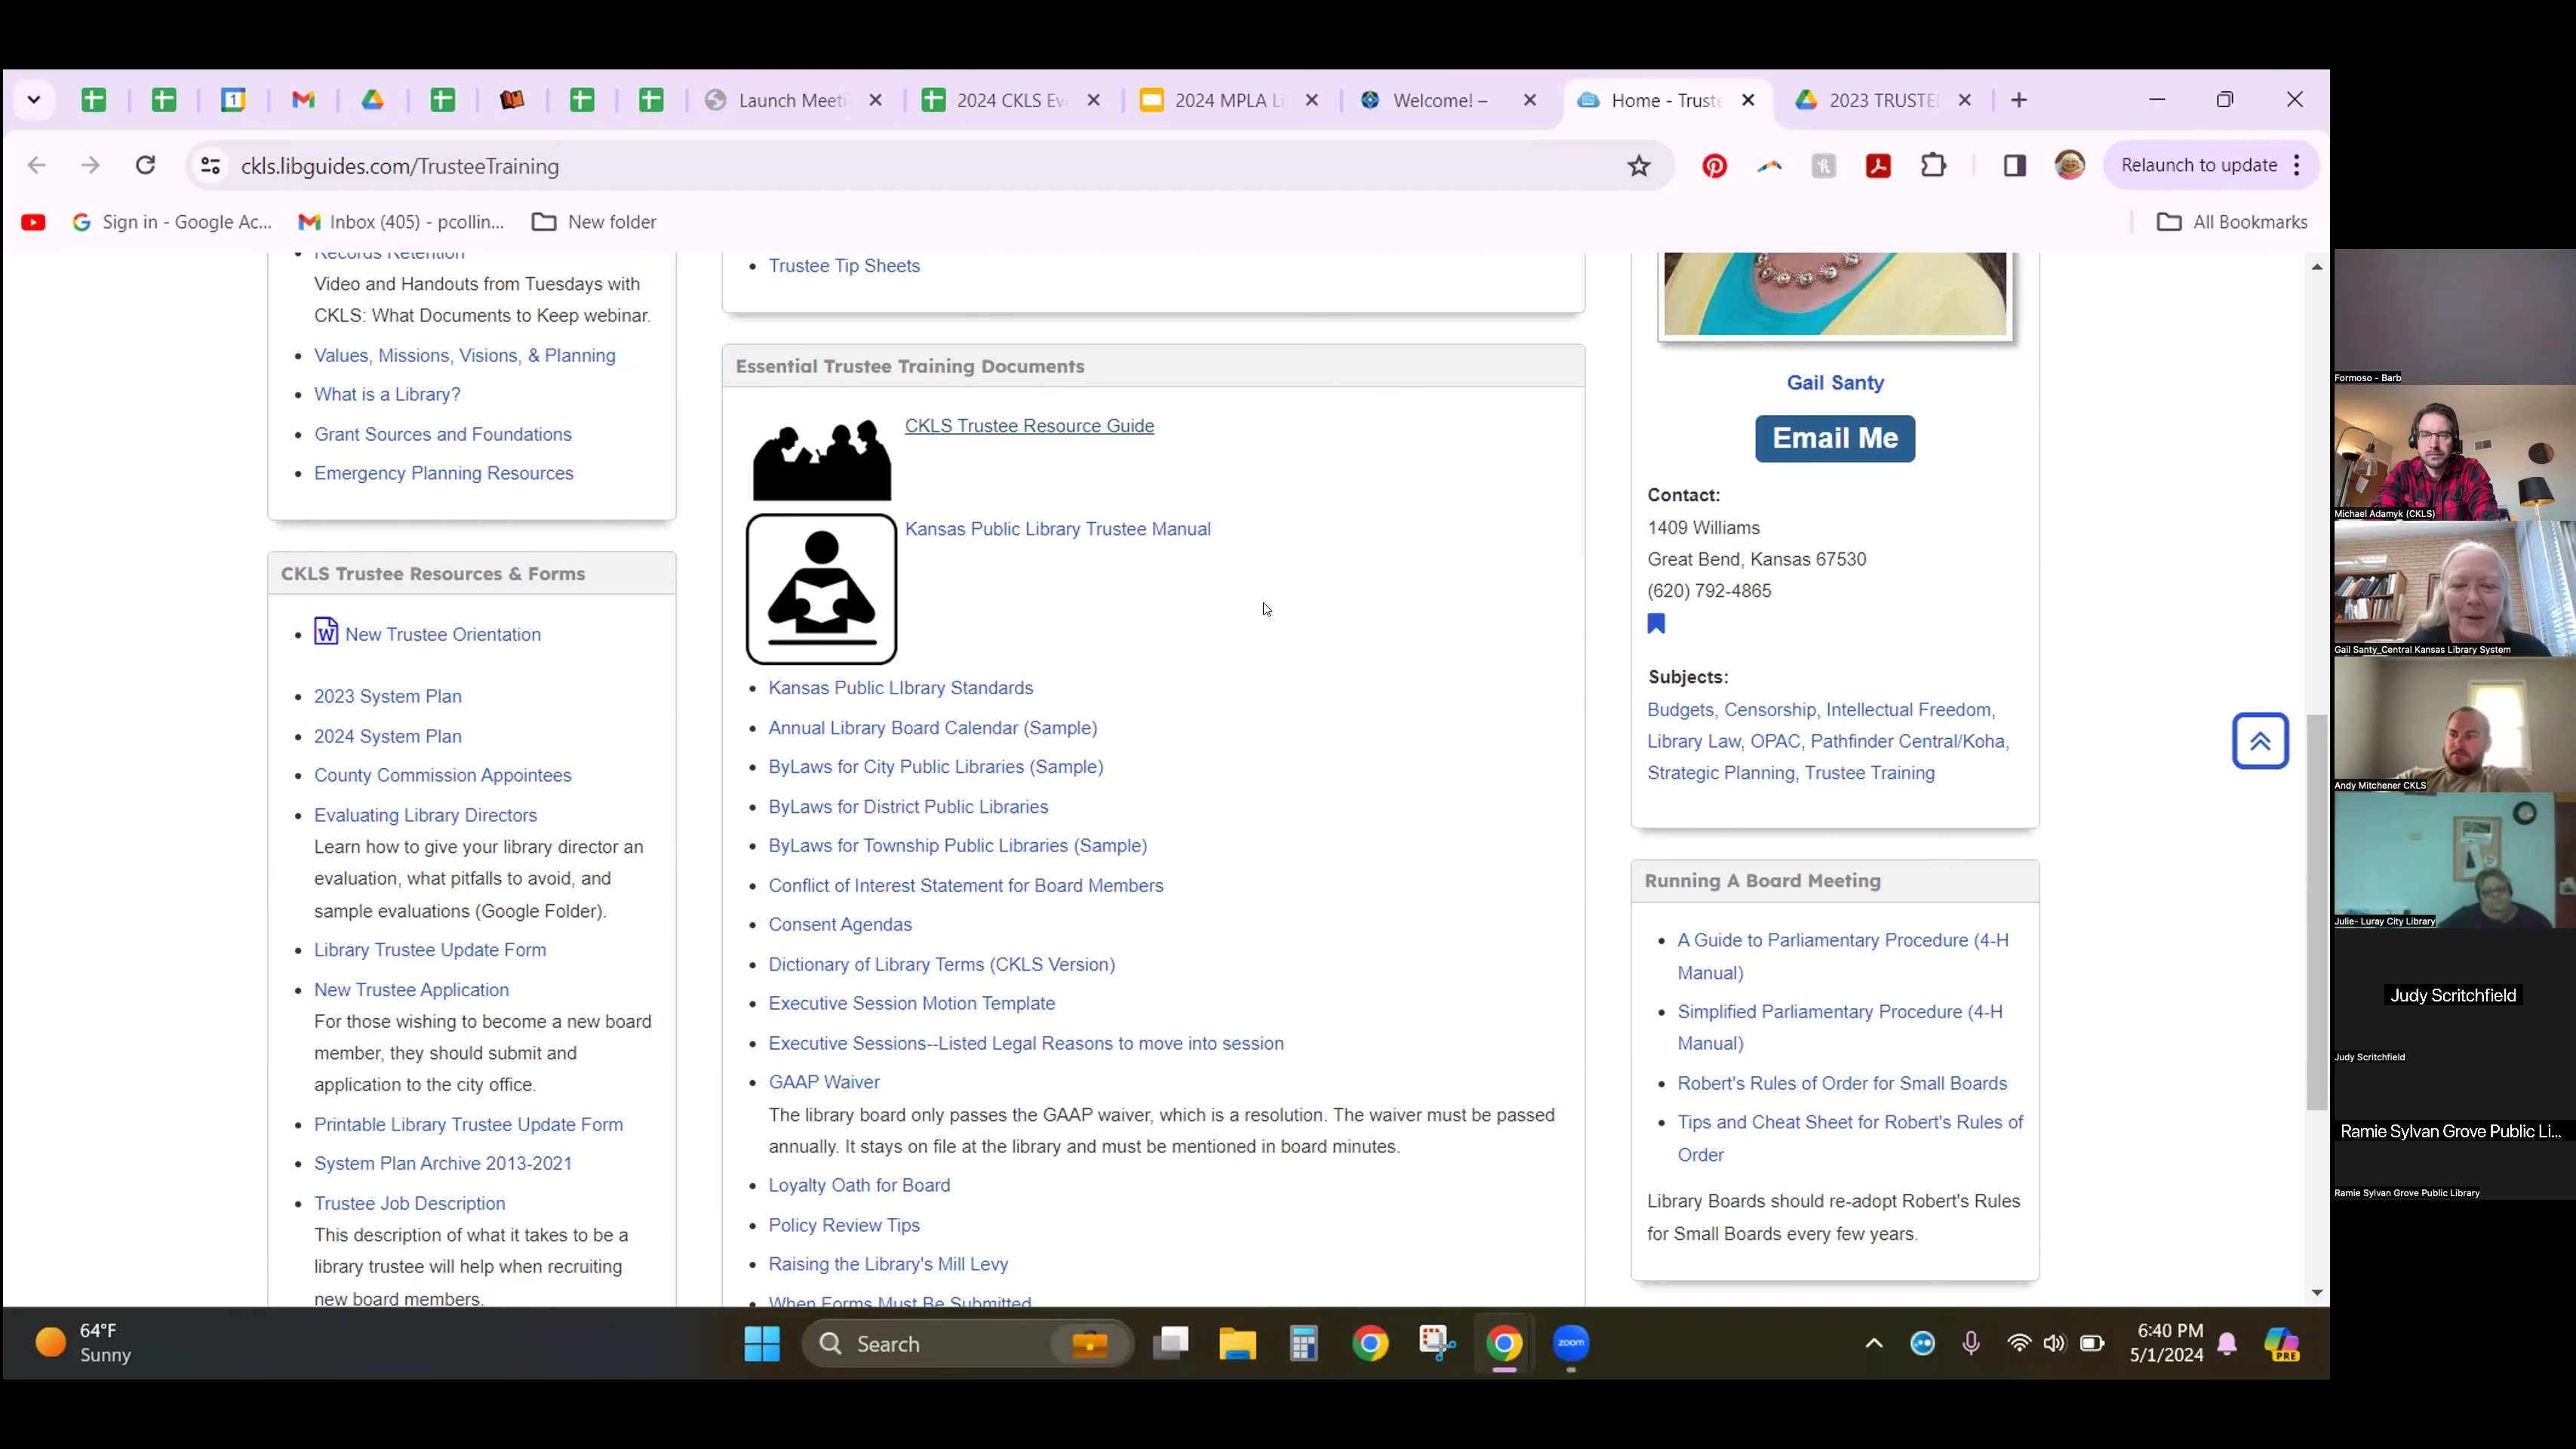 Launch Meeti
2024 CKLS Ev
2024 MPLA Li
Welcome! –
Home - Truste
2023 TRUSTE
ckls.libguides.com/TrusteeTraining
Relaunch to update
Sign in - Google Ac...
Inbox (405) - pcollin...
New folder
All Bookmarks
Records Retention
Video and Handouts from Tuesdays with
CKLS: What Documents to Keep webinar.
Values, Missions, Visions, & Planning
What is a Library?
Grant Sources and Foundations
Emergency Planning Resources
CKLS Trustee Resources & Forms
New Trustee Orientation
2023 System Plan
2024 System Plan
County Commission Appointees
Evaluating Library Directors
Learn how to give your library director an
evaluation, what pitfalls to avoid, and
sample evaluations (Google Folder).
Library Trustee Update Form
New Trustee Application
For those wishing to become a new board
member, they should submit and
application to the city office.
Printable Library Trustee Update Form
System Plan Archive 2013-2021
Trustee Job Description
This description of what it takes to be a
library trustee will help when recruiting
new board members.
Trustee Tip Sheets
Essential Trustee Training Documents
CKLS Trustee Resource Guide
Kansas Public Library Trustee Manual
Kansas Public LIbrary Standards
Annual Library Board Calendar (Sample)
ByLaws for City Public Libraries (Sample)
ByLaws for District Public Libraries
ByLaws for Township Public Libraries (Sample)
Conflict of Interest Statement for Board Members
Consent Agendas
Dictionary of Library Terms (CKLS Version)
Executive Session Motion Template
Executive Sessions--Listed Legal Reasons to move into session
GAAP Waiver
The library board only passes the GAAP waiver, which is a resolution. The waiver must be passed
annually. It stays on file at the library and must be mentioned in board minutes.
Loyalty Oath for Board
Policy Review Tips
Raising the Library's Mill Levy
When Forms Must Be Submitted
Gail Santy
Email Me
Contact:
1409 Williams
Great Bend, Kansas 67530
(620) 792-4865
Subjects:
Budgets, Censorship, Intellectual Freedom,
Library Law, OPAC, Pathfinder Central/Koha,
Strategic Planning, Trustee Training
Running A Board Meeting
A Guide to Parliamentary Procedure (4-H
Manual)
Simplified Parliamentary Procedure (4-H
Manual)
Robert's Rules of Order for Small Boards
Tips and Cheat Sheet for Robert's Rules of
Order
Library Boards should re-adopt Robert's Rules
for Small Boards every few years.
Formoso - Barb
Michael Adamyk (CKLS)
Gail Santy_Central Kansas Library System
Andy Mitchener CKLS
Julie- Luray City Library
Judy Scritchfield
Judy Scritchfield
Ramie Sylvan Grove Public Li...
Ramie Sylvan Grove Public Library
64°F
Sunny
Search
zoom
6:40 PM
5/1/2024
PRE